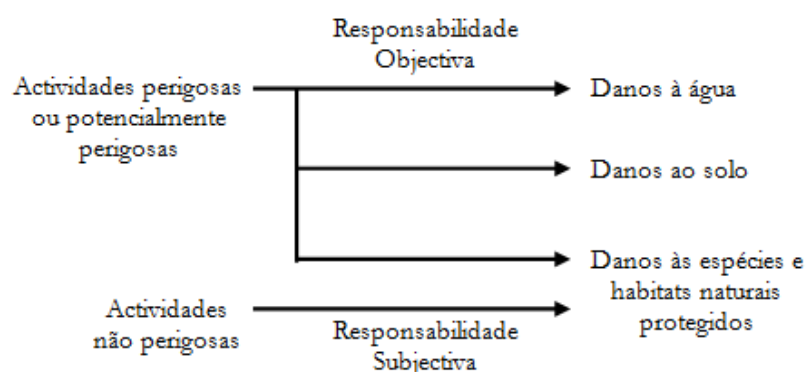 Responsabilidade
Objectiva
Actividades perigosas
ou potencialmente
perigosas
Danos à água
Danos ao solo
Danos às espécies e
habitats naturais
protegidos
Actividades
não perigosas
Responsabilidade
Subjectiva